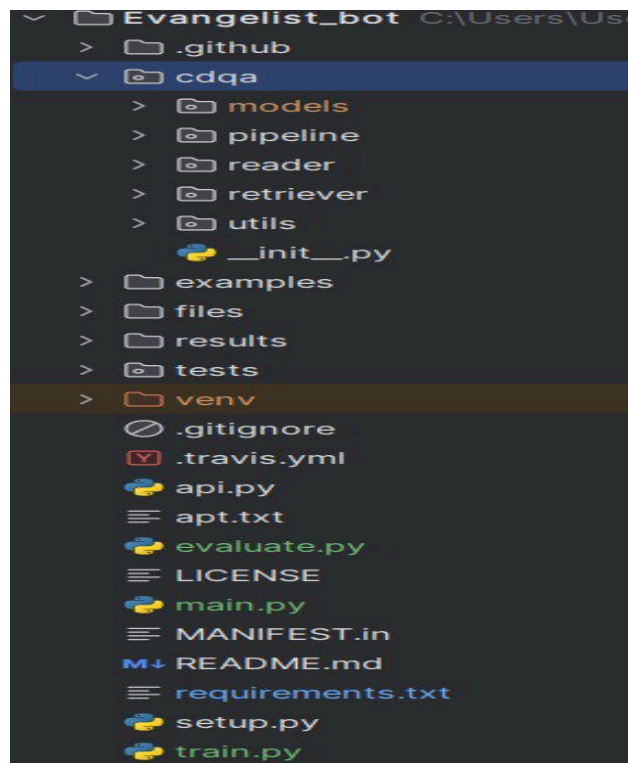 Evangelist_bot C:\Users\Us
.github
cdqa
models
pipeline
reader
retriever
utils
__init__.py
examples
files
results
tests
venv
.gitignore
Y .travis.yml
api.py
apt.txt
evaluate.py
LICENSE
main.py
MANIFEST.in
M↓ README.md
requirements.txt
setup.py
train.py